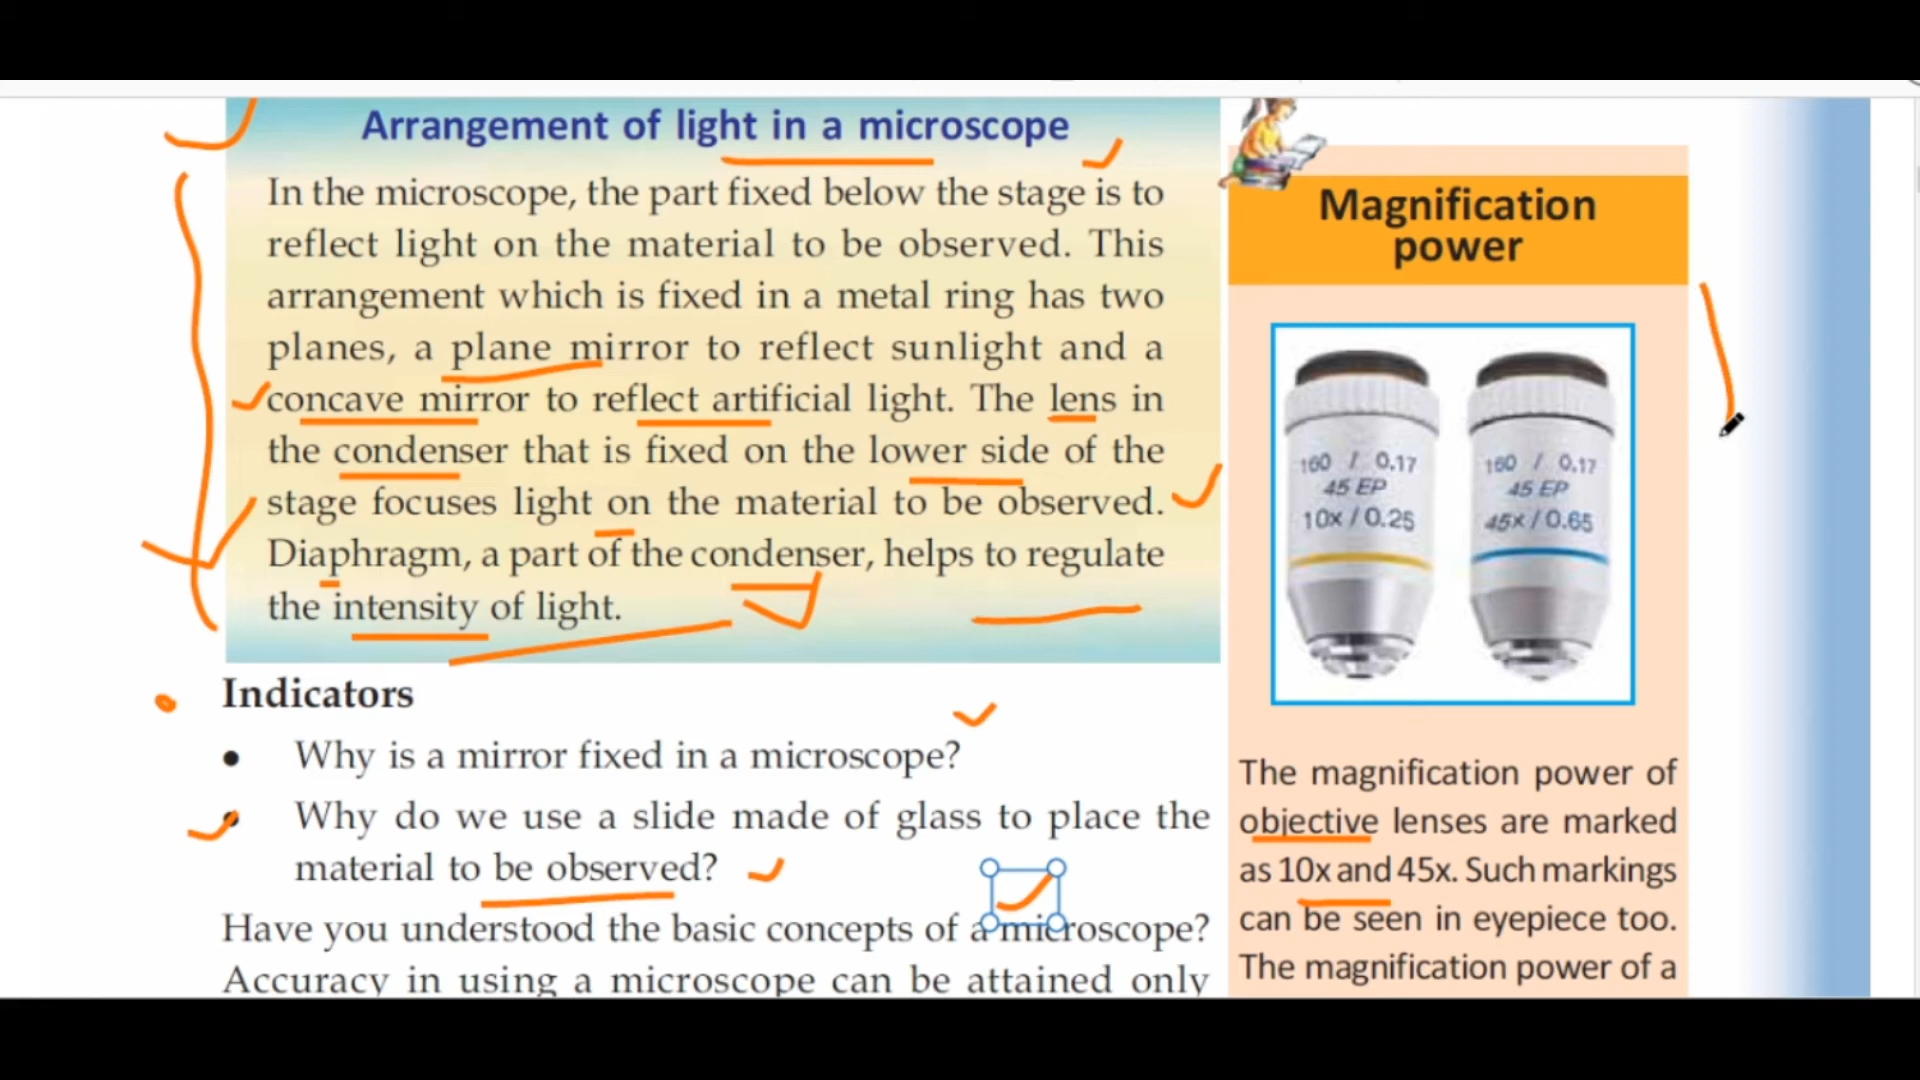 Arrangement of light in a microscope
In the microscope, the part fixed below the stage is to
reflect light on the material to be observed. This
arrangement which is fixed in a metal ring has two
planes, a plane mirror to reflect sunlight and a
concave mirror to reflect artificial light. The lens in
the condenser that is fixed on the lower side of the
stage focuses light on the material to be observed.
Diaphragm, a part of the condenser, helps to regulate
the intensity of light.
Indicators
• Why is a mirror fixed in a microscope?
• Why do we use a slide made of glass to place the
material to be observed?
Have you understood the basic concepts of a microscope?
Accuracy in using a microscope can be attained only
Magnification
power
160 / 0.17
45 EP
10x / 0.25
160 / 0.17
45 EP
45x / 0.65
The magnification power of
objective lenses are marked
as 10x and 45x. Such markings
can be seen in eyepiece too.
The magnification power of a